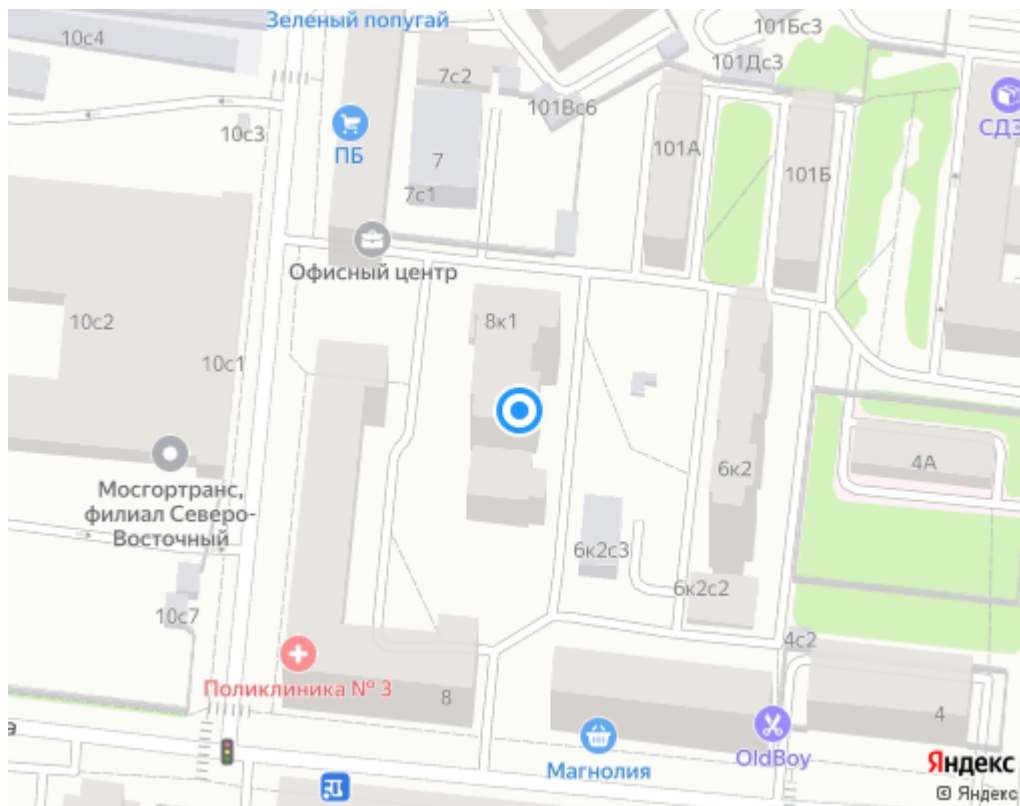 Зеленый попугай
10с4
101Бс3
7с2
101Дс3
101Вс6
СДЭ
10с3
ПБ
7
101А
101Б
7с1
Офисный центр
10с2
8к1
10с1
6к2
4А
Мосгортранс,
филиал Северо-
Восточный
6к2с3
6к2с2
10с7
4с2
Поликлиника № 3
8
4
а
OldBoy
Магнолия
Яндекс
© Яндекс